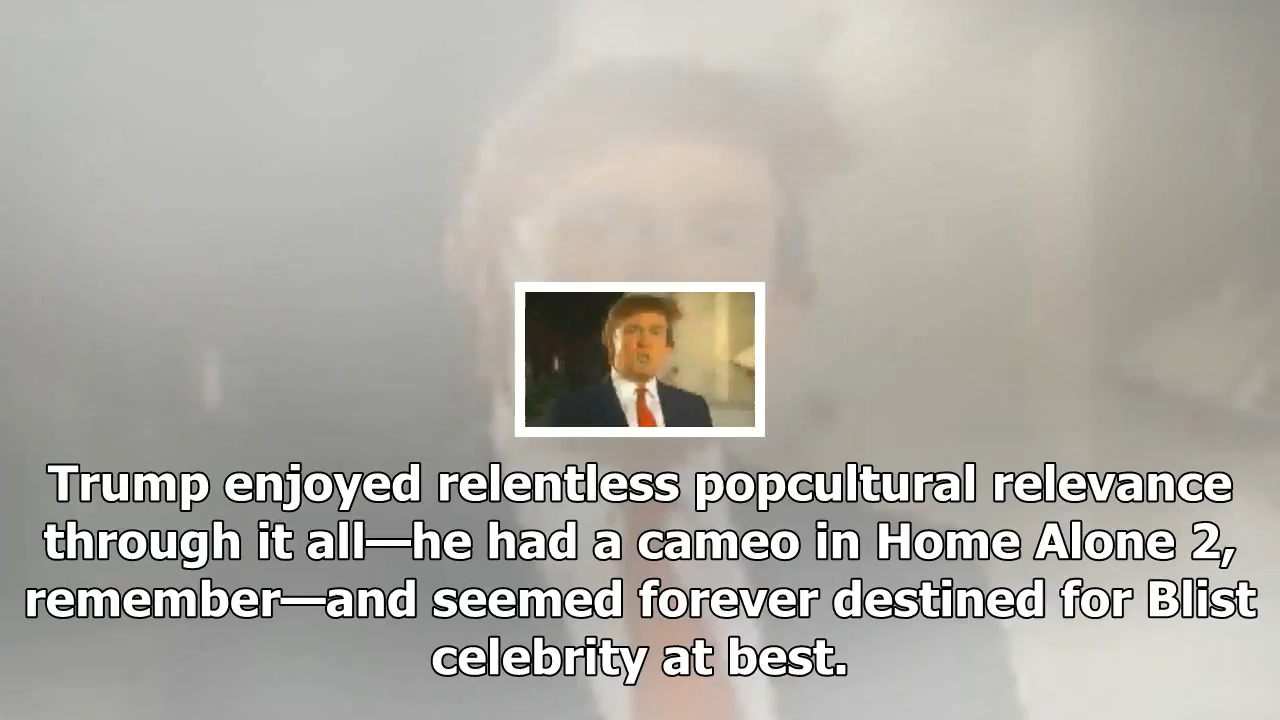 Trump enjoyed relentless popcultural relevance
through it all—he had a cameo in Home Alone 2,
remember—and seemed forever destined for Blist
celebrity at best.